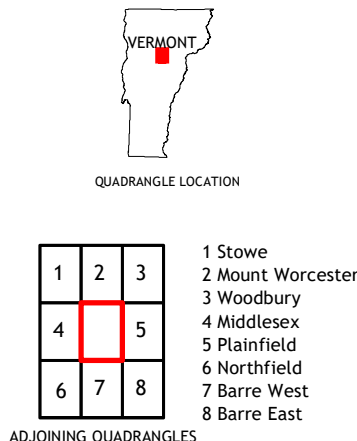 VERMONT
QUADRANGLE LOCATION
1 2 3
4 5
6 7 8
1 Stowe
2 Mount Worcester
3 Woodbury
4 Middlesex
5 Plainfield
6 Northfield
7 Barre West
8 Barre East
ADJOINING QUADRANGLES